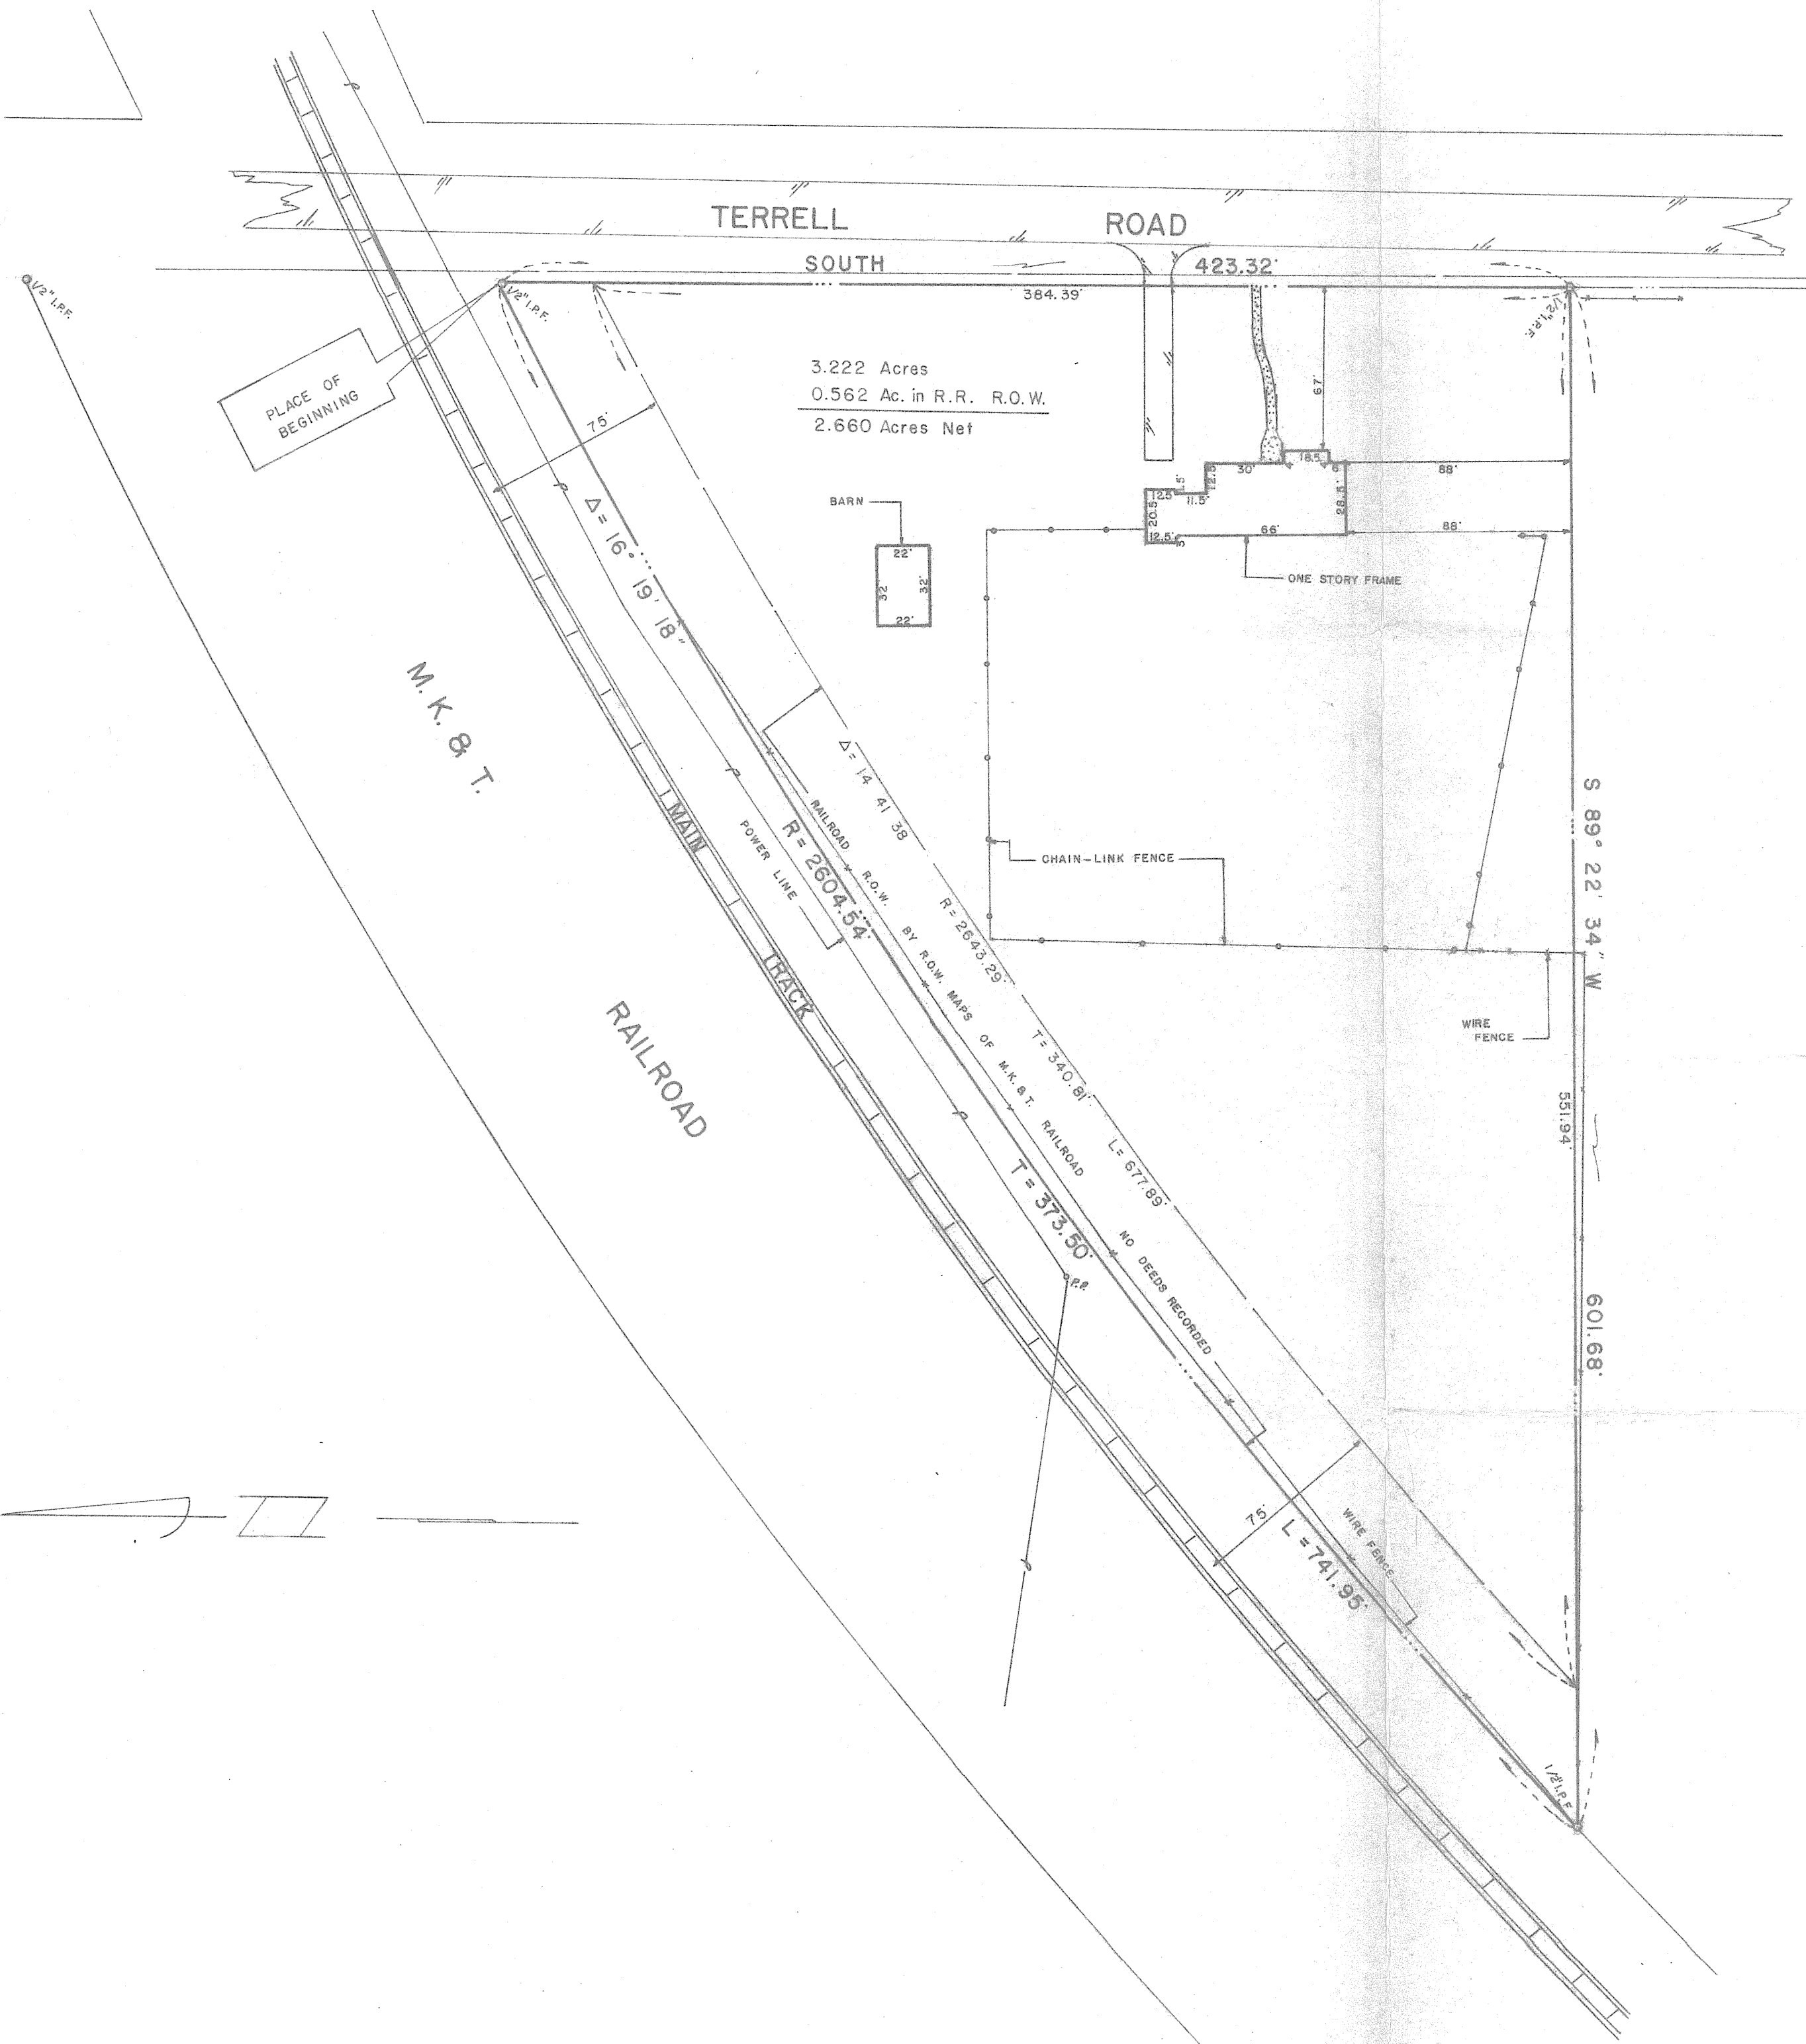 TERRELL ROAD
SOUTH 423.32'
384.39'
1/2" I.P.F.
1/2" I.P.F.
1/2" I.P.F.
PLACE OF
BEGINNING
3.222 Acres
0.562 Ac. in R.R. R.O.W.
2.660 Acres Net
75'
67'
BARN
22'
32'
32
22'
30'
18.5
6
12.5
12.5
11.5'
20.5
12.5'
66'
28.5'
88'
88'
ONE STORY FRAME
Δ = 16° 19' 18"
R = 2604.54'
T = 373.50'
L = 741.95'
Δ = 14 41 38
R = 2643.29'
T = 340.81'
L = 677.89'
M. K. & T.
RAILROAD
MAIN TRACK
POWER LINE
RAILROAD R.O.W. BY R.O.W. MAPS OF M.K. & T. RAILROAD NO DEEDS RECORDED
CHAIN-LINK FENCE
WIRE
FENCE
S 89° 22' 34" W
551.94'
601.68'
P.P.
75'
WIRE FENCE
1/2" I.P.F.